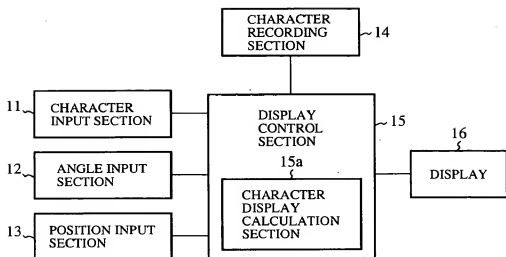 CHARACTER
RECORDING
SECTION
14
11
CHARACTER
INPUT SECTION
12
ANGLE INPUT
SECTION
13
POSITION INPUT
SECTION
DISPLAY
CONTROL
SECTION
15
15a
CHARACTER
DISPLAY
CALCULATION
SECTION
16
DISPLAY